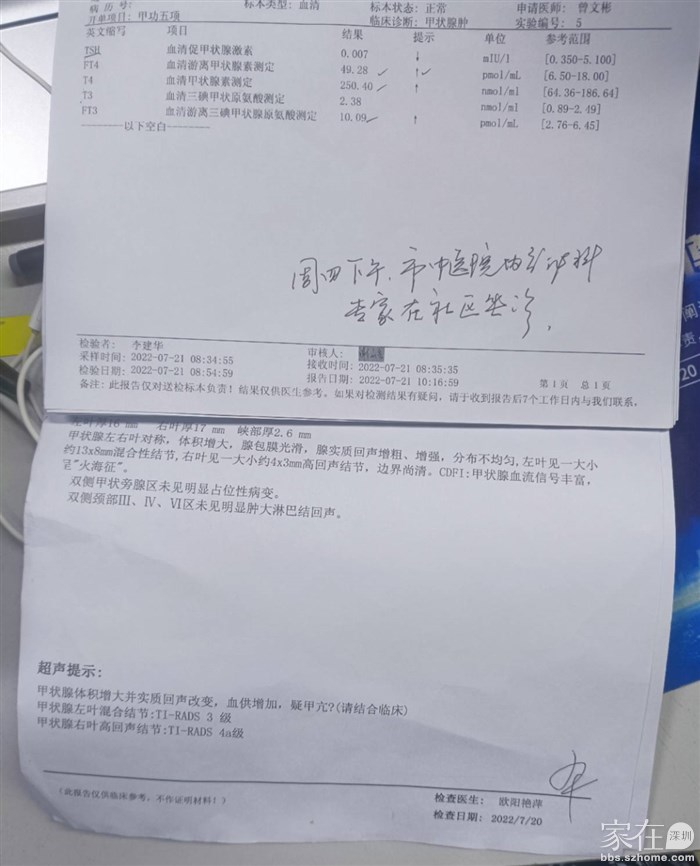 病 历 号:
标本类型: 血清
标本状态: 正常
申请医师: 曾文彬
项目: 甲功五项
临床诊断: 甲状腺肿
实验编号: 5
英文缩写 项目 结果 提示 单位 参考范围
TSH 血清促甲状腺激素 0.007 ↓ mIU/l [0.350-5.100]
FT4 血清游离甲状腺素测定 49.28 ✓ ↑✓ pmol/mL [6.50-18.00]
T4 血清甲状腺素测定 250.40 ✓ ↑ nmol/ml [64.36-186.64]
T3 血清三碘甲状原氨酸测定 2.38 nmol/ml [0.89-2.49]
FT3 血清游离三碘甲状腺原氨酸测定 10.09 ✓ ↑ pmol/mL [2.76-6.45]
--------以下空白--------
周四下午,市中医院内分泌科
专家在社区坐诊,
检验者: 李建华
审核人:
采样时间: 2022-07-21 08:34:55
接收时间: 2022-07-21 08:35:35
检验日期: 2022-07-21 08:54:59
报告日期: 2022-07-21 10:16:59
第1页 总1页
备注: 此报告仅对送检标本负责! 结果仅供医生参考。如果对检测结果有疑问, 请于收到报告后7个工作日内与我们联系。
左叶厚16 mm 右叶厚17 mm 峡部厚2.6 mm
甲状腺左右叶对称, 体积增大, 腺包膜光滑, 腺实质回声增粗、增强, 分布不均匀, 左叶见一大小
约13x8mm混合性结节, 右叶见一大小约4x3mm高回声结节, 边界尚清。CDFI: 甲状腺血流信号丰富,
呈"火海征"。
双侧甲状旁腺区未见明显占位性病变。
双侧颈部III、IV、VI区未见明显肿大淋巴结回声。
超声提示:
甲状腺体积增大并实质回声改变, 血供增加, 疑甲亢?(请结合临床)
甲状腺左叶混合结节: TI-RADS 3 级
甲状腺右叶高回声结节: TI-RADS 4a级
(此报告仅供临床参考, 不作证明材料! )
检查医生: 欧阳艳萍
检查日期: 2022/7/20
阐
责
20
家在深圳
bbs.szhome.com